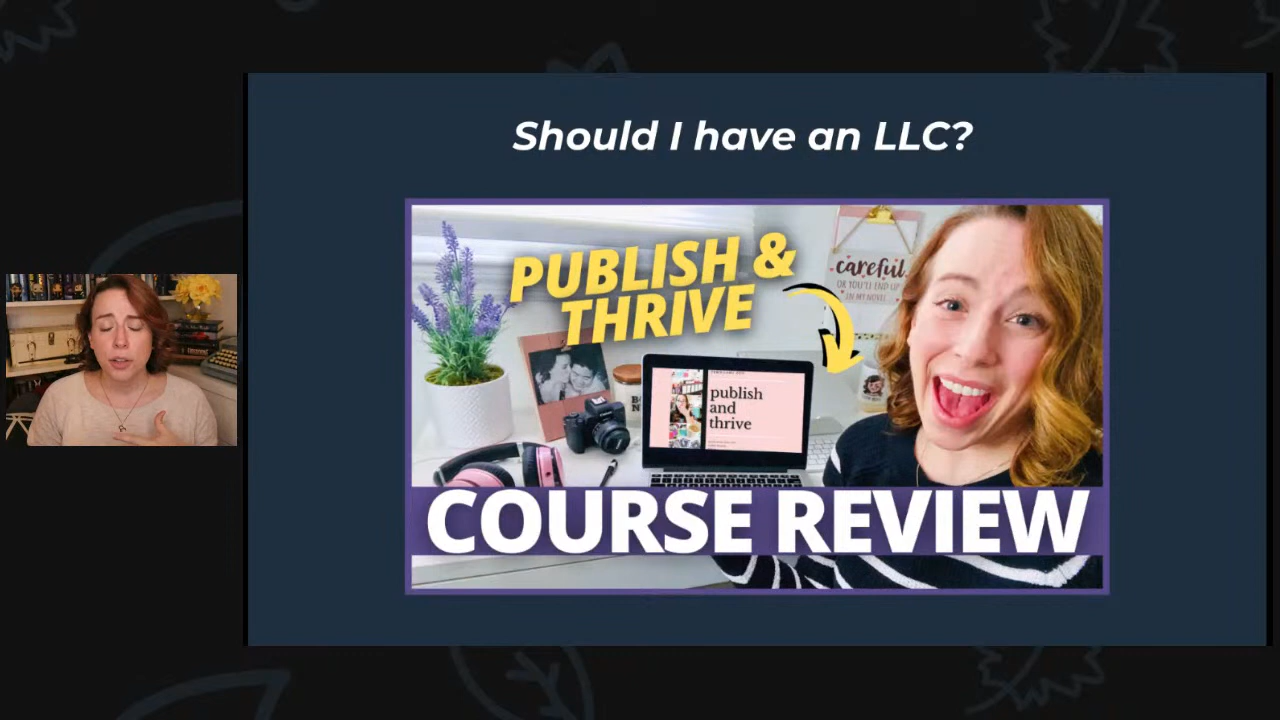 Should I have an LLC?
PUBLISH &
THRIVE
careful,
OR YOU'LL END UP
IN MY NOVEL
publish
and
thrive
COURSE REVIEW